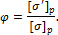 φ = [σ′]ₚ / [σ]ₚ.